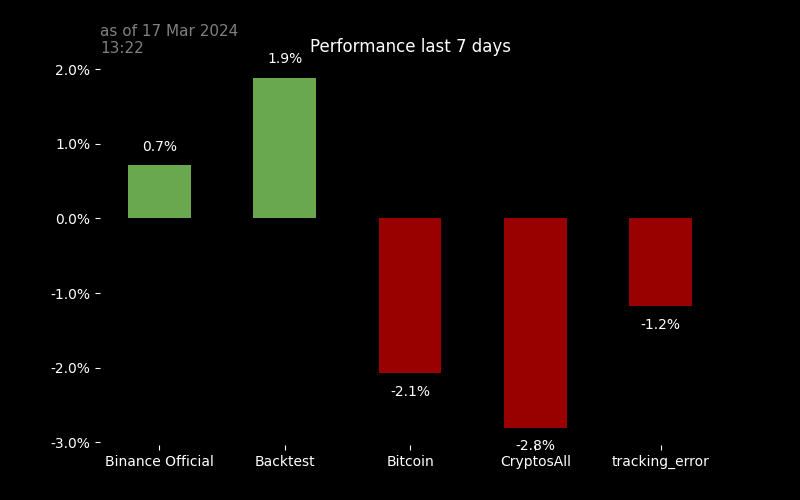 as of 17 Mar 2024
13:22
Performance last 7 days
2.0%
1.0%
0.0%
-1.0%
-2.0%
-3.0%
0.7%
1.9%
-2.1%
-2.8%
-1.2%
Binance Official
Backtest
Bitcoin
CryptosAll
tracking_error